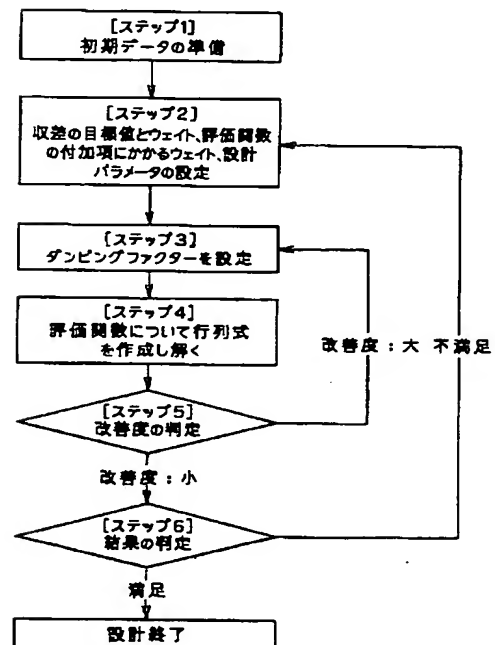 [ステップ1]
初期データの準備
[ステップ2]
収差の目標値とウェイト、評価関数
の付加項にかかるウェイト、設計
パラメータの設定
[ステップ3]
ダンピングファクターを設定
[ステップ4]
評価関数について行列式
を作成し解く
改善度：大 不満足
[ステップ5]
改善度の判定
改善度：小
[ステップ6]
結果の判定
満足
設計終了